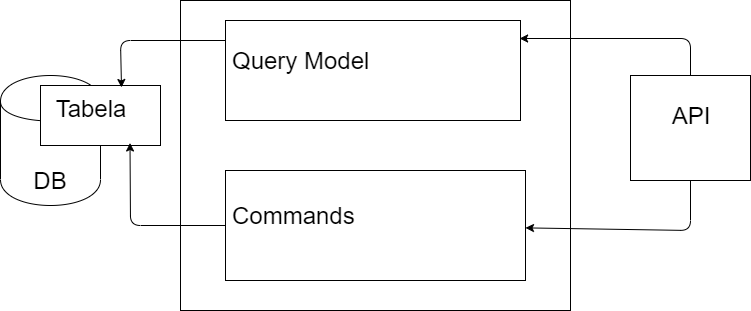 Query Model
Tabela
API
DB
Commands